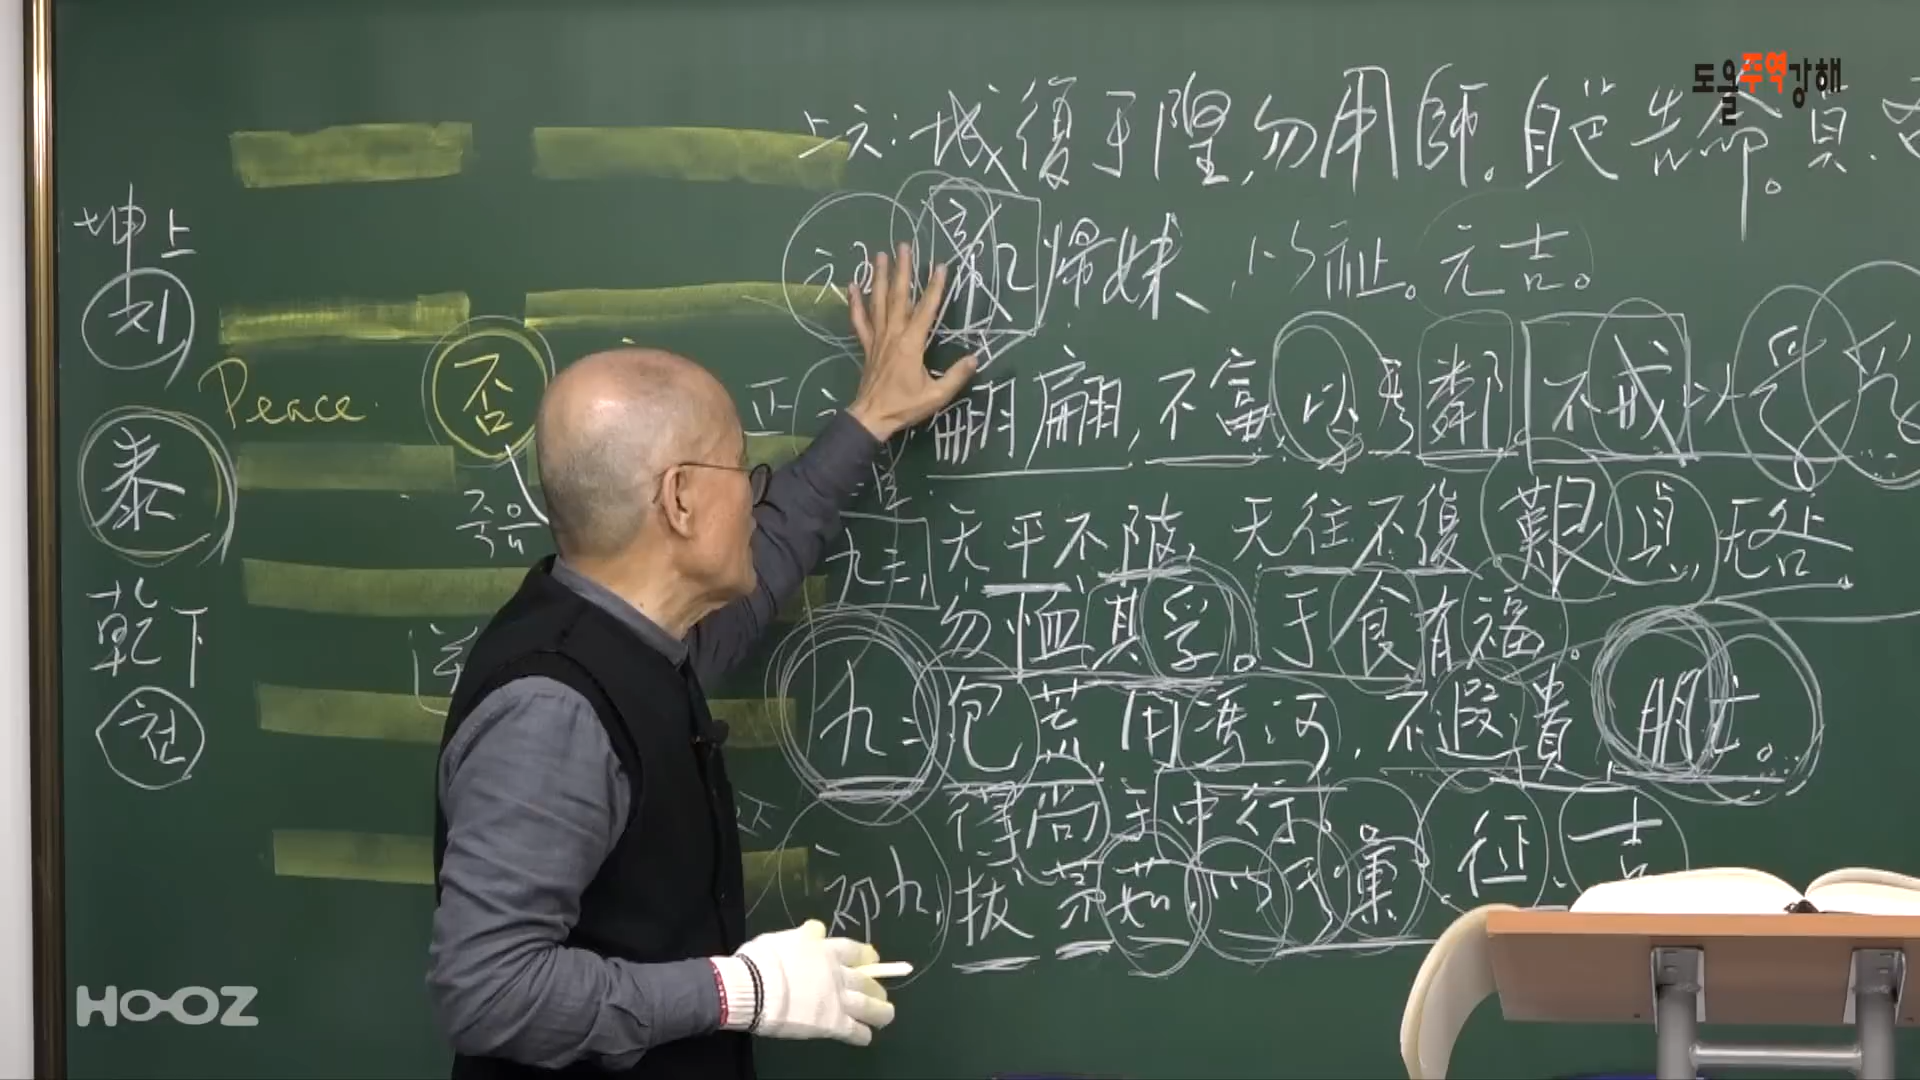 도올주역강해
上六：城復于隍，勿用師。自邑告命。貞
帝乙歸妹，以祉。元吉。
翩翩，不富，以其鄰，不戒以孚
九三，无平不陂，无往不復，艱貞，无咎
勿恤其孚。于食有福。
九二，包荒，用馮河，不遐遺，朋亡。
得尙于中行。
初九，拔茅茹，以其彙，征，吉
坤上
地
泰
乾下
天
Peace
否
죽음
正
HOOZ